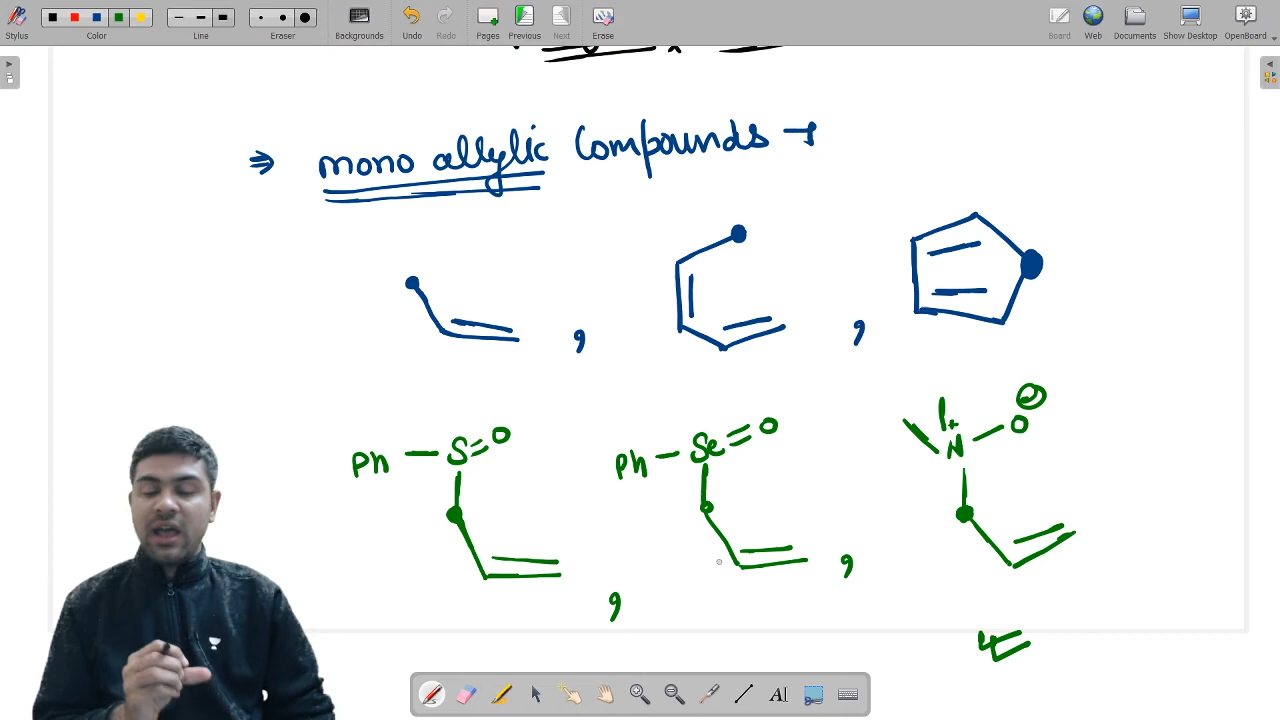 Stylus Color Line Eraser Backgrounds Undo Redo Pages Previous Next Erase Board Web Documents Show Desktop OpenBoard
⇒ mono allylic compounds →
, ,
Ph – S = O Ph – Se = O N+ – O ⊖
, ,
AI